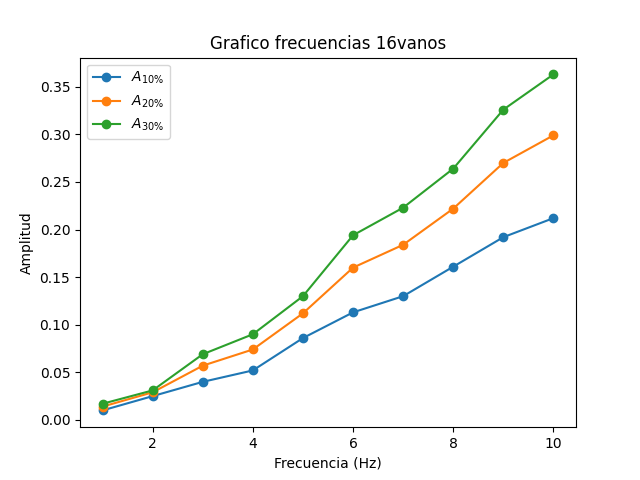 Grafico frecuencias 16vanos
A10%
A20%
A30%
Amplitud
0.35
0.30
0.25
0.20
0.15
0.10
0.05
0.00
2 4 6 8 10
Frecuencia (Hz)